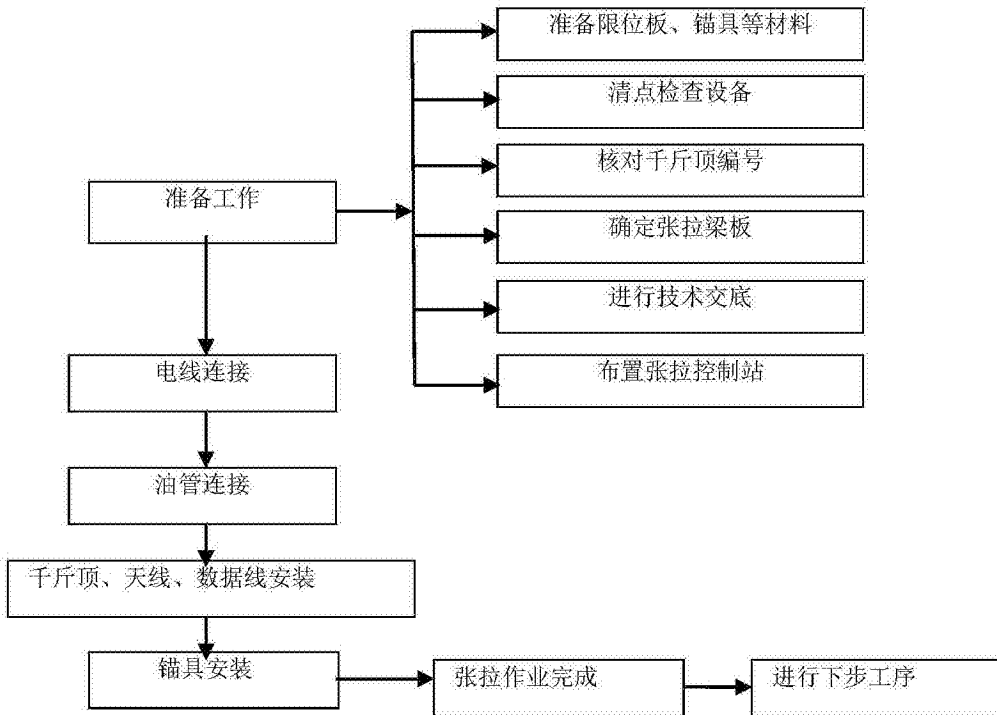 准备限位板、锚具等材料
清点检查设备
核对千斤顶编号
准备工作
确定张拉梁板
进行技术交底
布置张拉控制站
电线连接
油管连接
千斤顶、天线、数据线安装
锚具安装
张拉作业完成
进行下步工序